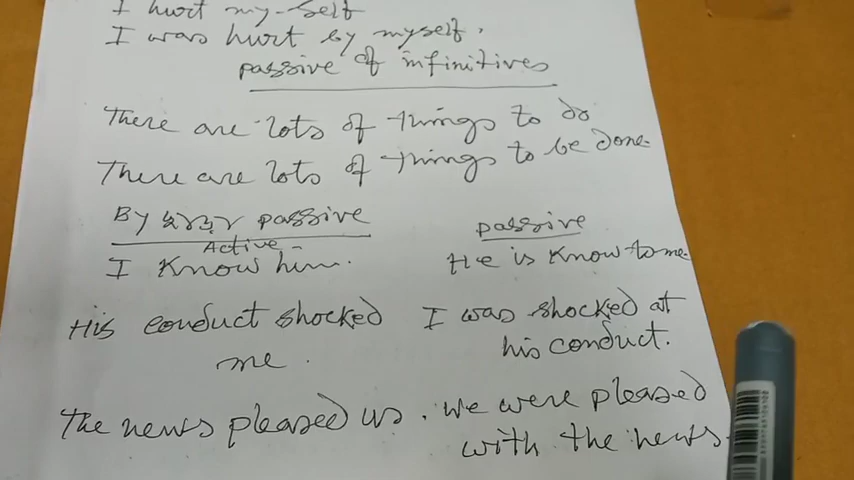 I hurt my-self
I was hurt by myself.
passive of infinitives
There are lots of things to do
There are lots of things to be done.
By passive
passive
Active
I know him.
He is know to me.
His conduct shocked
me.
I was shocked at
his conduct.
The news pleased us.
we were pleased
with the news.